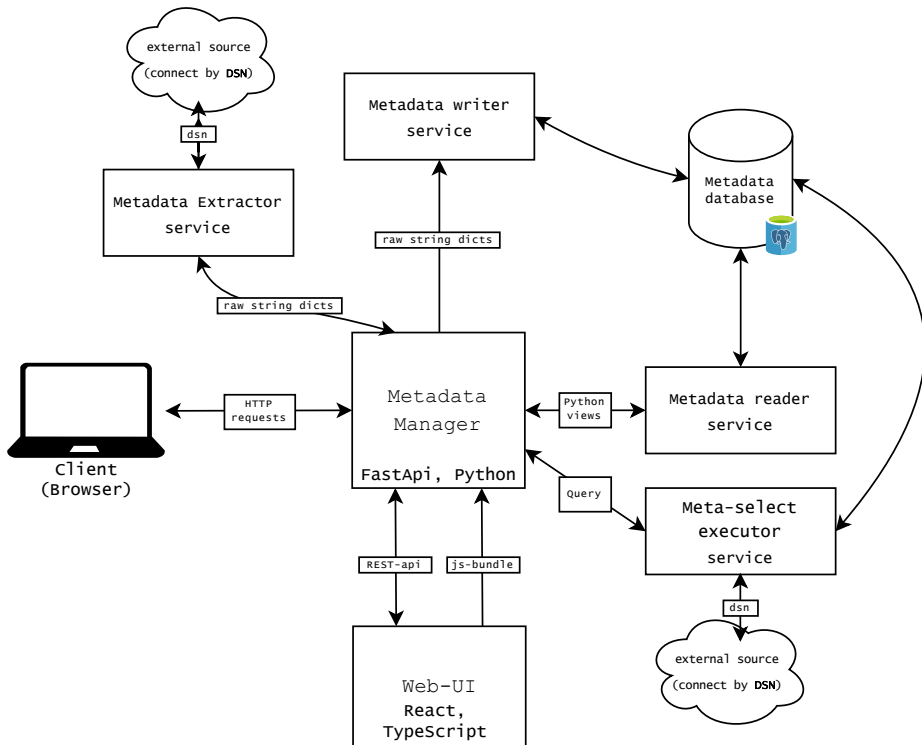 external source
(connect by DSN)
dsn
Metadata Extractor
service
raw string dicts
Metadata writer
service
raw string dicts
Metadata
database
Client
(Browser)
HTTP
requests
Metadata
Manager
FastApi, Python
Python
views
Metadata reader
service
Query
Meta-select
executor
service
dsn
external source
(connect by DSN)
REST-api
js-bundle
Web-UI
React,
TypeScript